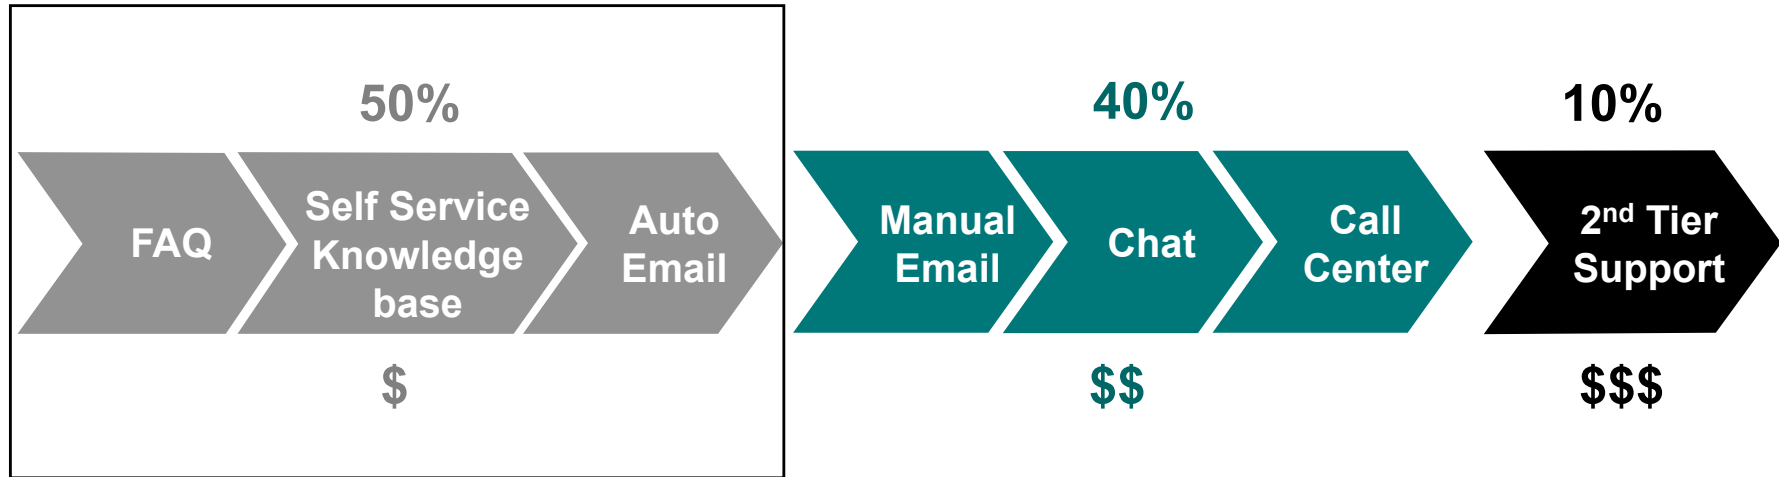 50%
40%
10%
FAQ
Self Service
Knowledge
base
Auto
Email
Manual
Email
Chat
Call
Center
2nd Tier
Support
$
$$
$$$